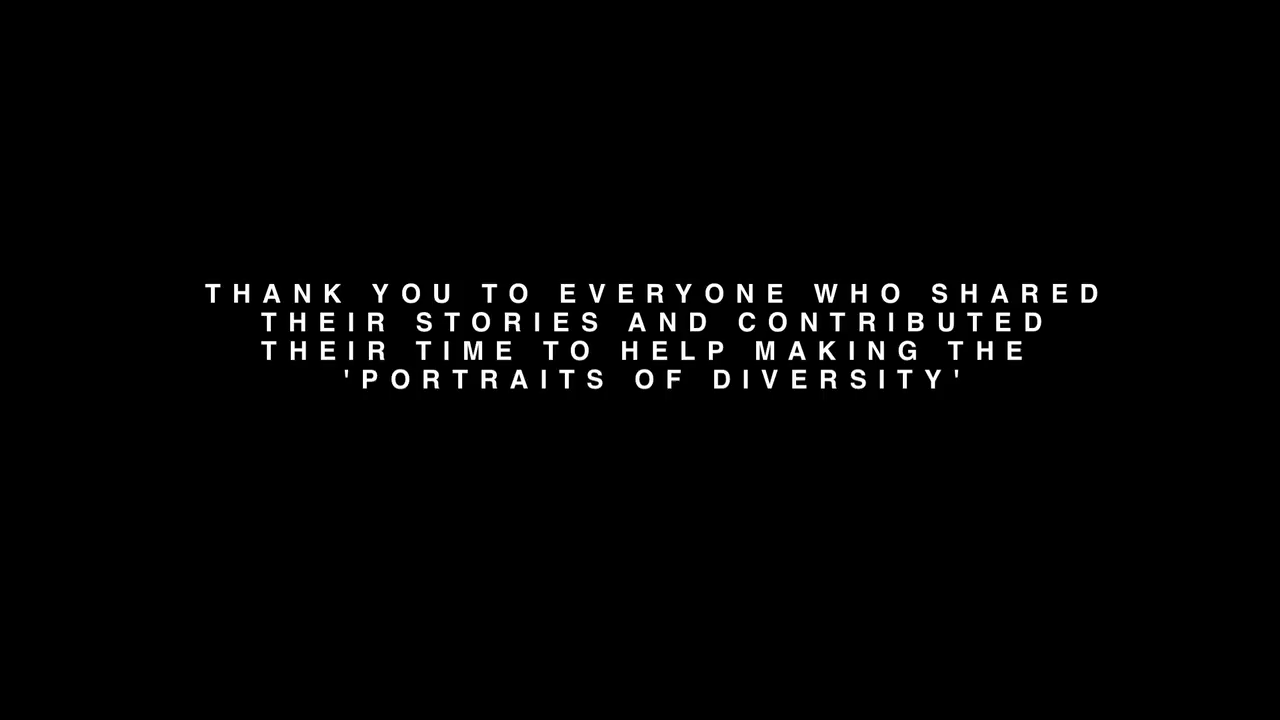 THANK YOU TO EVERYONE WHO SHARED
THEIR STORIES AND CONTRIBUTED
THEIR TIME TO HELP MAKING THE
'PORTRAITS OF DIVERSITY'